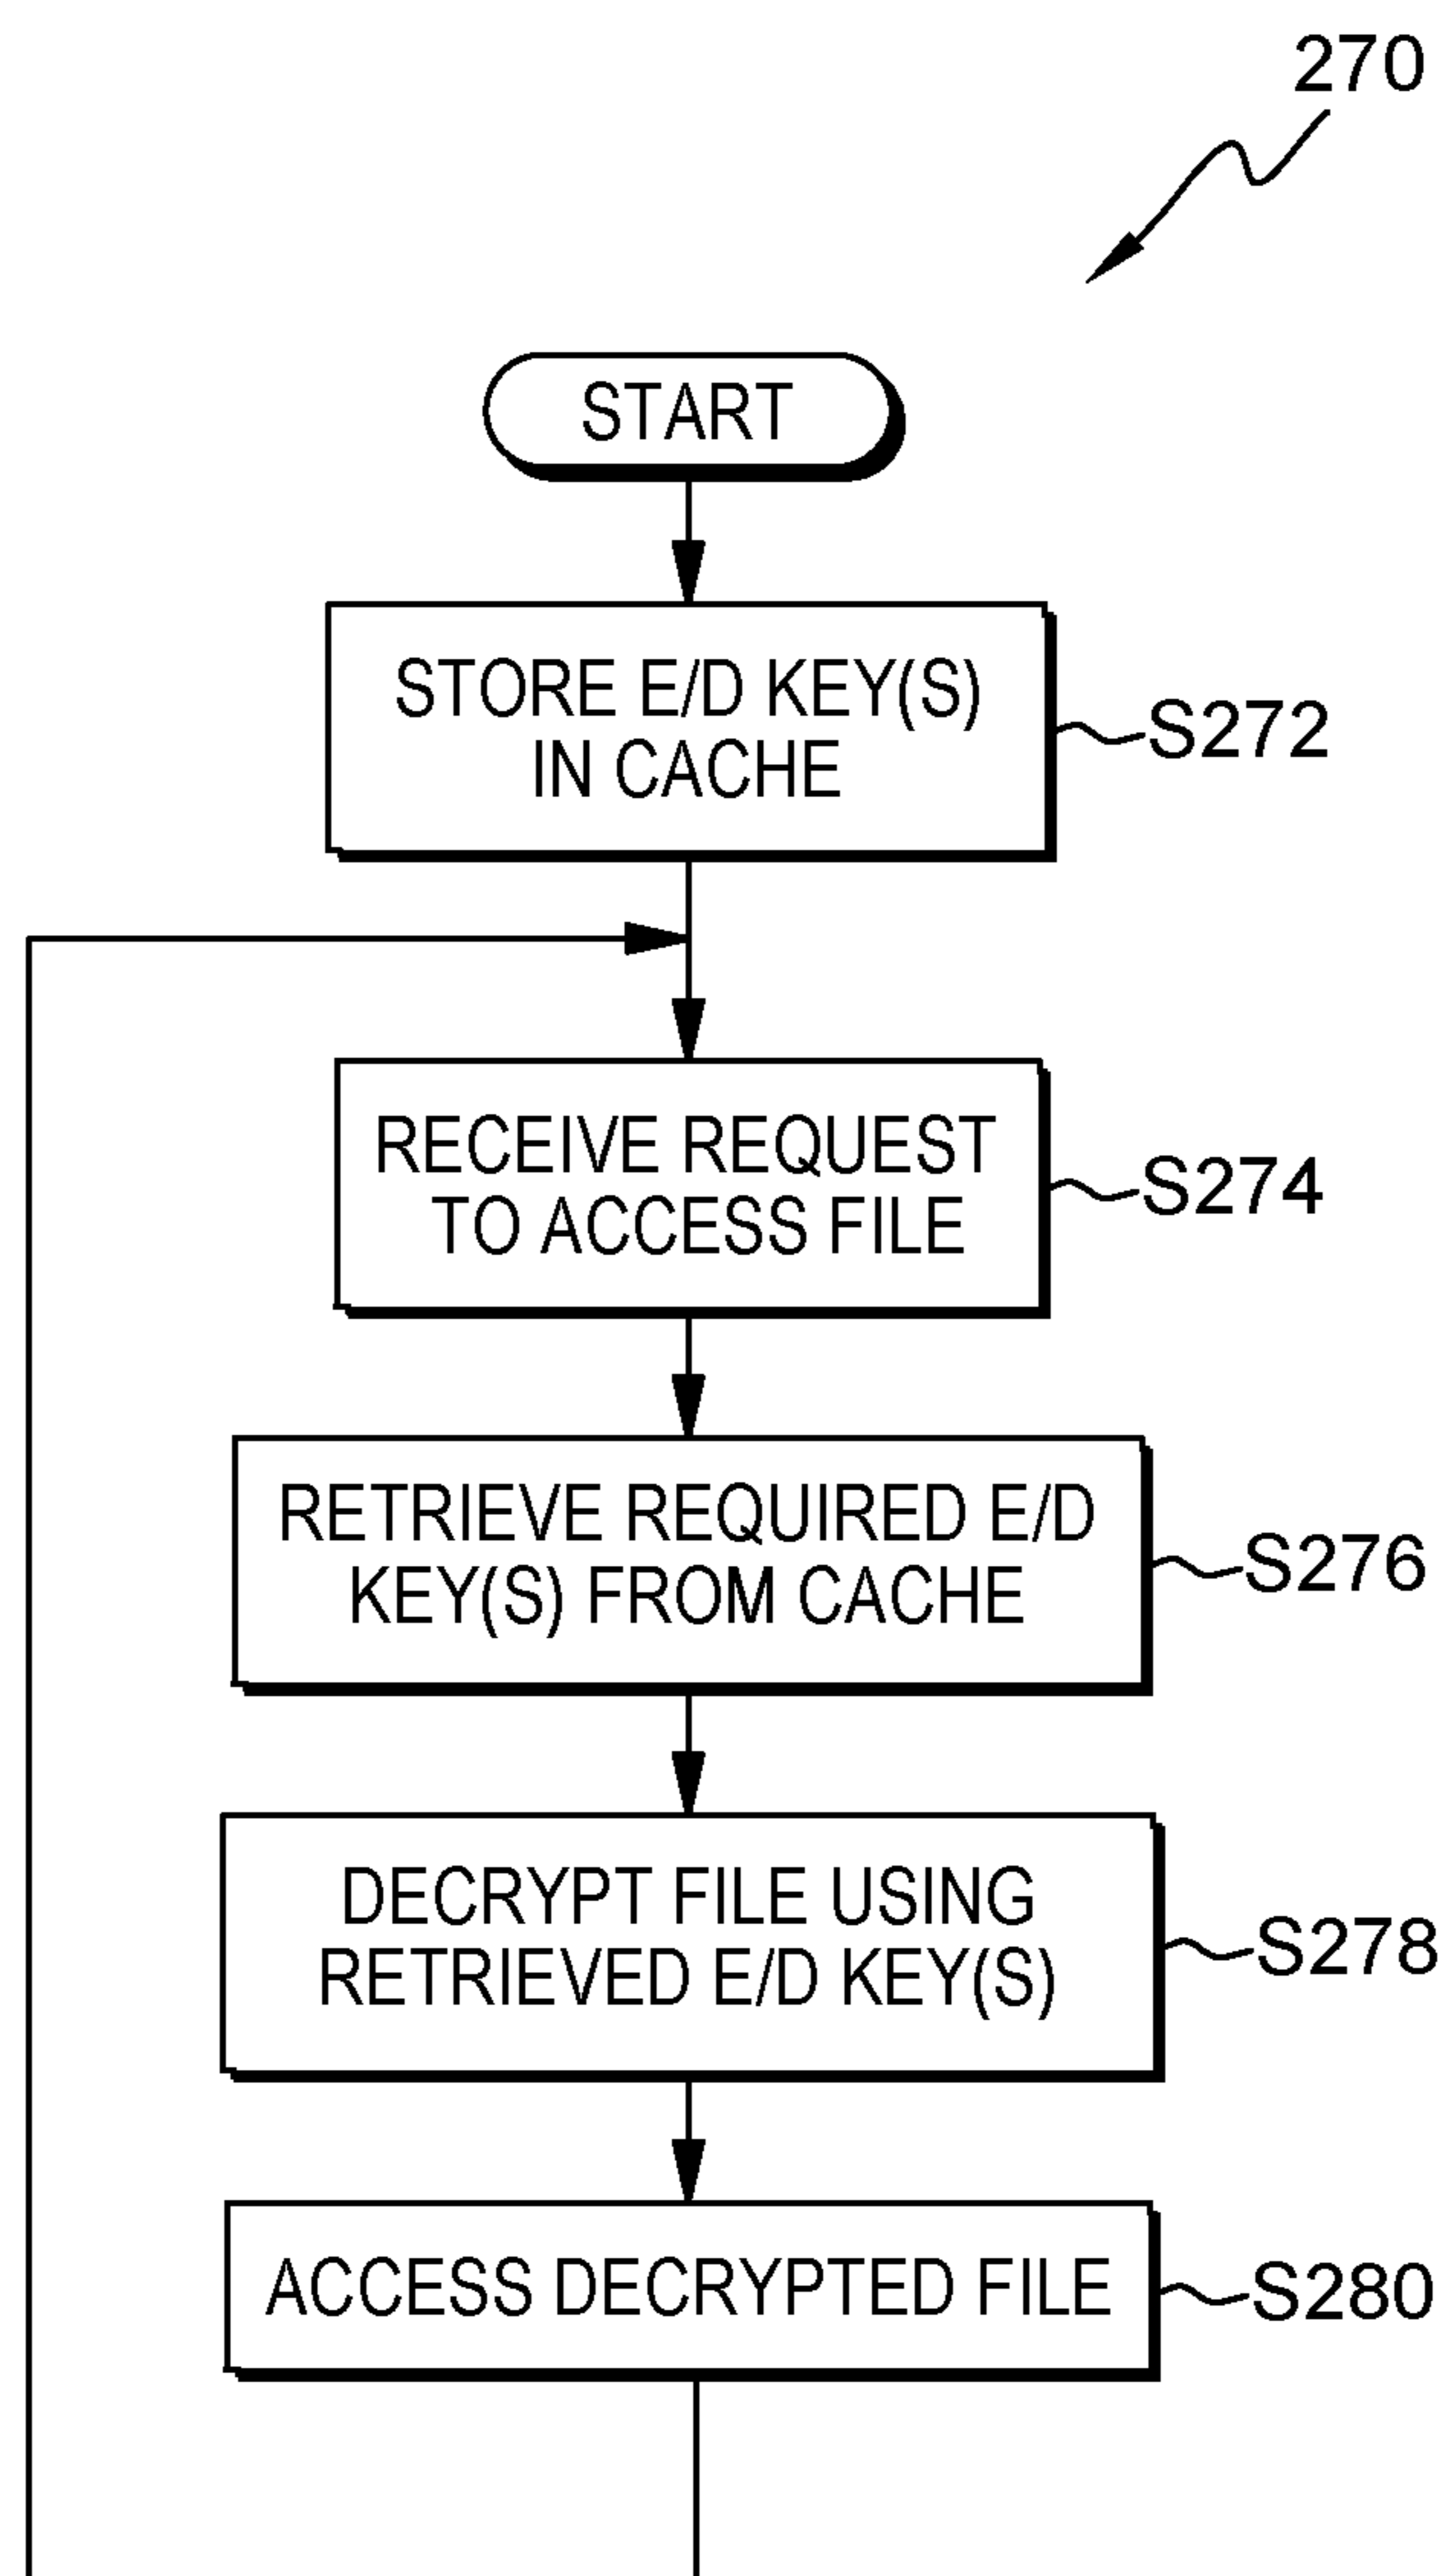 270
START
STORE E/D KEY(S)
IN CACHE
S272
RECEIVE REQUEST
TO ACCESS FILE
S274
RETRIEVE REQUIRED E/D
KEY(S) FROM CACHE
S276
DECRYPT FILE USING
RETRIEVED E/D KEY(S)
S278
ACCESS DECRYPTED FILE
S280